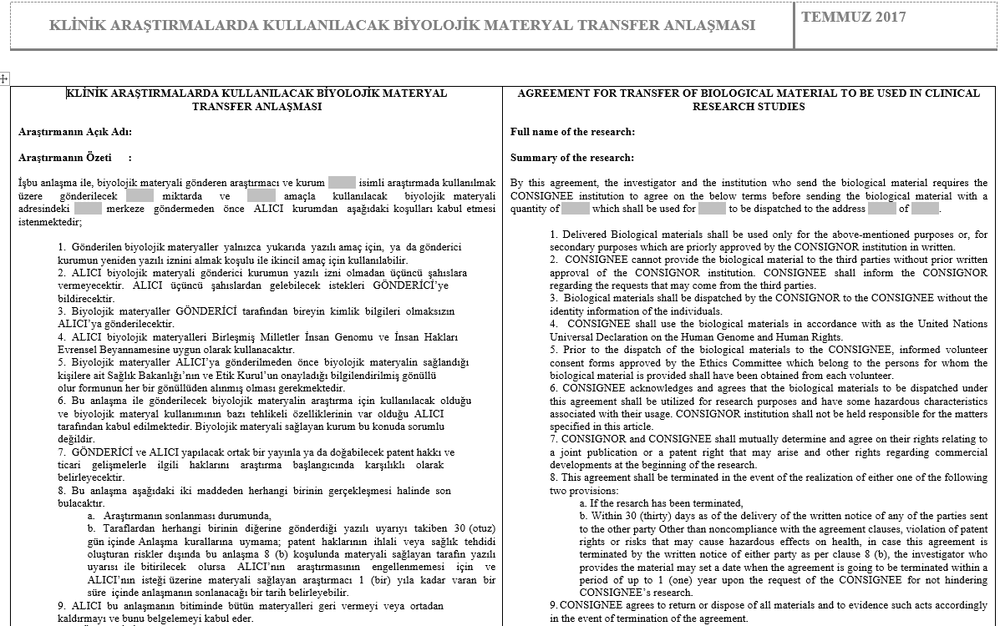 KLİNİK ARAŞTIRMALARDA KULLANILACAK BİYOLOJİK MATERYAL TRANSFER ANLAŞMASI
TEMMUZ 2017
KLİNİK ARAŞTIRMALARDA KULLANILACAK BİYOLOJİK MATERYAL
TRANSFER ANLAŞMASI
Araştırmanın Açık Adı:
Araştırmanın Özeti :
İşbu anlaşma ile, biyolojik materyali gönderen araştırmacı ve kurum isimli araştırmada kullanılmak
üzere gönderilecek miktarda ve amaçla kullanılacak biyolojik materyali
adresindeki merkeze göndermeden önce ALICI kurumdan aşağıdaki koşulları kabul etmesi
istenmektedir;
1. Gönderilen biyolojik materyaller yalnızca yukarıda yazılı amaç için, ya da gönderici
kurumun yeniden yazılı iznini almak koşulu ile ikincil amaç için kullanılabilir.
2. ALICI biyolojik materyali gönderici kurumun yazılı izni olmadan üçüncü şahıslara
vermeyecektir. ALICI üçüncü şahıslardan gelebilecek istekleri GÖNDERİCİ'ye
bildirecektir.
3. Biyolojik materyaller GÖNDERİCİ tarafından bireyin kimlik bilgileri olmaksızın
ALICI'ya gönderilecektir.
4. ALICI biyolojik materyalleri Birleşmiş Milletler İnsan Genomu ve İnsan Hakları
Evrensel Beyannamesine uygun olarak kullanacaktır.
5. Biyolojik materyaller ALICI'ya gönderilmeden önce biyolojik materyalin sağlandığı
kişilere ait Sağlık Bakanlığı'nın ve Etik Kurul'un onayladığı bilgilendirilmiş gönüllü
olur formunun her bir gönüllüden alınmış olması gerekmektedir.
6. Bu anlaşma ile gönderilecek biyolojik materyalin araştırma için kullanılacak olduğu
ve biyolojik materyal kullanımının bazı tehlikeli özelliklerinin var olduğu ALICI
tarafından kabul edilmektedir. Biyolojik materyali sağlayan kurum bu konuda sorumlu
değildir.
7. GÖNDERİCİ ve ALICI yapılacak ortak bir yayınla ya da doğabilecek patent hakkı ve
ticari gelişmelerle ilgili haklarını araştırma başlangıcında karşılıklı olarak
belirleyecektir.
8. Bu anlaşma aşağıdaki iki maddeden herhangi birinin gerçekleşmesi halinde son
bulacaktır.
a. Araştırmanın sonlanması durumunda,
b. Taraflardan herhangi birinin diğerine gönderdiği yazılı uyarıyı takiben 30 (otuz)
gün içinde Anlaşma kurallarına uymama; patent haklarının ihlali veya sağlık tehdidi
oluşturan riskler dışında bu anlaşma 8 (b) koşulunda materyali sağlayan tarafın yazılı
uyarısı ile bitirilecek olursa ALICI'nın araştırmasının engellenmemesi için ve
ALICI'nın isteği üzerine materyali sağlayan araştırmacı 1 (bir) yıla kadar varan bir
süre içinde anlaşmanın sonlanacağı bir tarih belirleyebilir.
9. ALICI bu anlaşmanın bitiminde bütün materyalleri geri vermeyi veya ortadan
kaldırmayı ve bunu belgelemeyi kabul eder.
AGREEMENT FOR TRANSFER OF BIOLOGICAL MATERIAL TO BE USED IN CLINICAL
RESEARCH STUDIES
Full name of the research:
Summary of the research:
By this agreement, the investigator and the institution who send the biological material requires the
CONSIGNEE institution to agree on the below terms before sending the biological material with a
quantity of which shall be used for to be dispatched to the address of .
1. Delivered Biological materials shall be used only for the above-mentioned purposes or, for
secondary purposes which are priorly approved by the CONSIGNOR institution in written.
2. CONSIGNEE cannot provide the biological material to the third parties without prior written
approval of the CONSIGNOR institution. CONSIGNEE shall inform the CONSIGNOR
regarding the requests that may come from the third parties.
3. Biological materials shall be dispatched by the CONSIGNOR to the CONSIGNEE without the
identity information of the individuals.
4. CONSIGNEE shall use the biological materials in accordance with as the United Nations
Universal Declaration on the Human Genome and Human Rights.
5. Prior to the dispatch of the biological materials to the CONSIGNEE, informed volunteer
consent forms approved by the Ethics Committee which belong to the persons for whom the
biological material is provided shall have been obtained from each volunteer.
6. CONSIGNEE acknowledges and agrees that the biological materials to be dispatched under
this agreement shall be utilized for research purposes and have some hazardous characteristics
associated with their usage. CONSIGNOR institution shall not be held responsible for the matters
specified in this article.
7. CONSIGNOR and CONSIGNEE shall mutually determine and agree on their rights relating to
a joint publication or a patent right that may arise and other rights regarding commercial
developments at the beginning of the research.
8. This agreement shall be terminated in the event of the realization of either one of the following
two provisions:
a. If the resarch has been terminated,
b. Within 30 (thirty) days as of the delivery of the written notice of any of the parties sent
to the other party Other than noncompliance with the agreement clauses, violation of patent
rights or risks that may cause hazardous effects on health, in case this agreement is
terminated by the written notice of either party as per clause 8 (b), the investigator who
provides the material may set a date when the agreement is going to be terminated within a
period of up to 1 (one) year upon the request of the CONSIGNEE for not hindering
CONSIGNEE's research.
9. CONSIGNEE agrees to return or dispose of all materials and to evidence such acts accordingly
in the event of termination of the agreement.